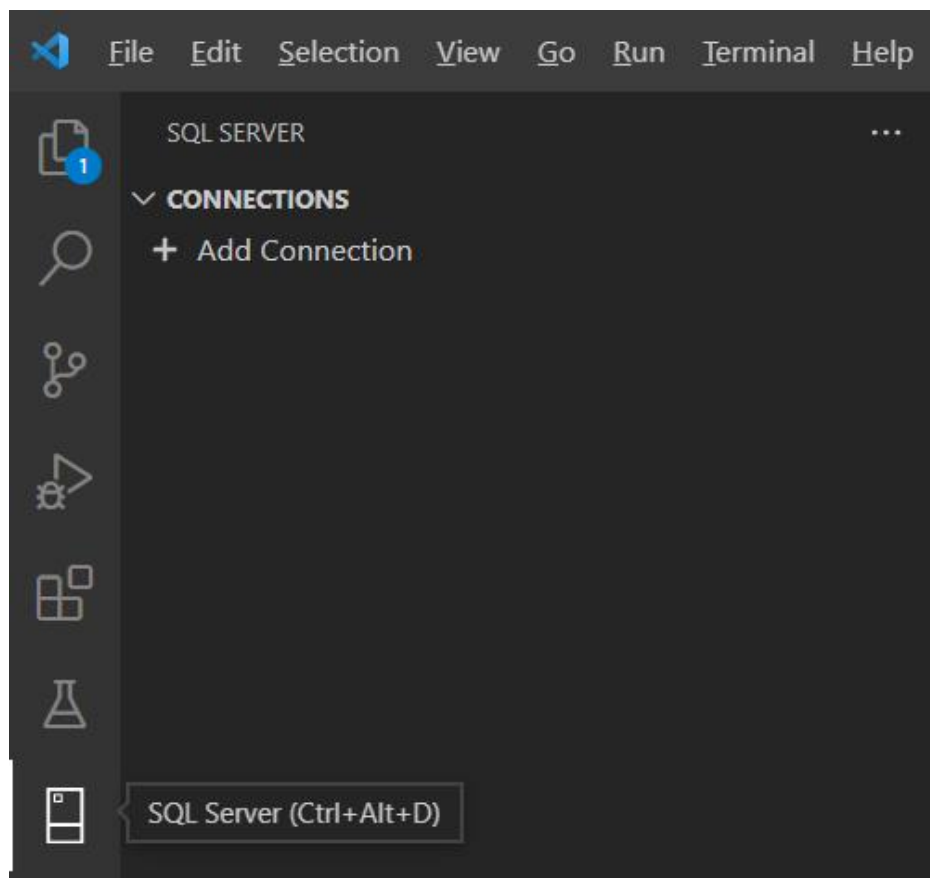 File Edit Selection View Go Run Terminal Help
SQL SERVER
1
CONNECTIONS
Add Connection
SQL Server (Ctrl+Alt+D)